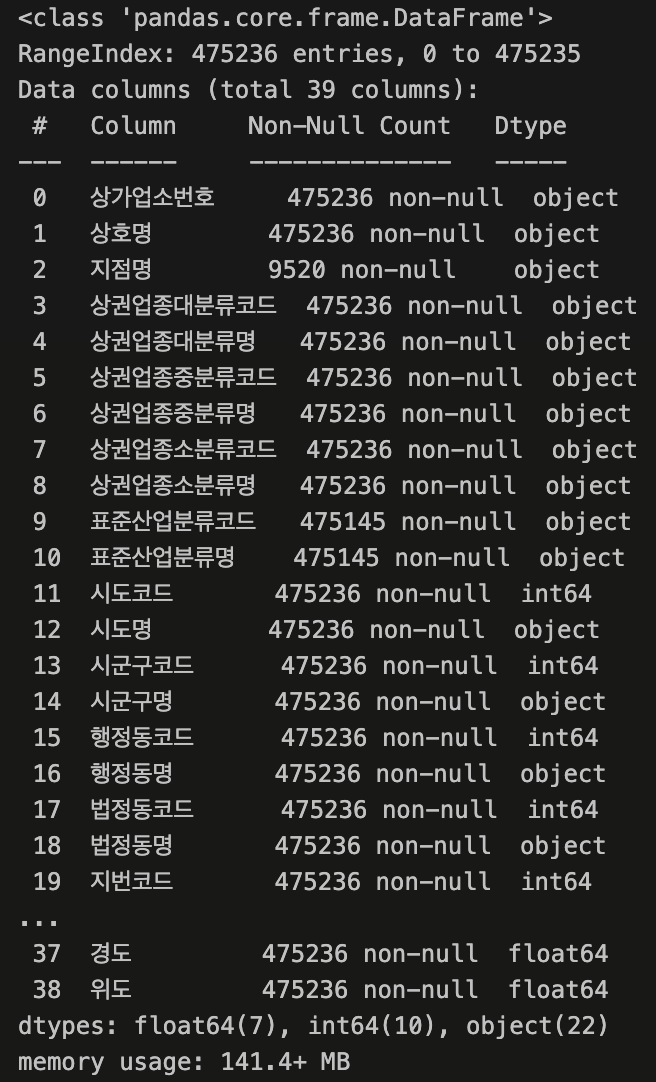 <class 'pandas.core.frame.DataFrame'>
RangeIndex: 475236 entries, 0 to 475235
Data columns (total 39 columns):
 #   Column     Non-Null Count   Dtype
---  ------     --------------   -----
 0   상가업소번호     475236 non-null  object
 1   상호명        475236 non-null  object
 2   지점명        9520 non-null    object
 3   상권업종대분류코드  475236 non-null  object
 4   상권업종대분류명   475236 non-null  object
 5   상권업종중분류코드  475236 non-null  object
 6   상권업종중분류명   475236 non-null  object
 7   상권업종소분류코드  475236 non-null  object
 8   상권업종소분류명   475236 non-null  object
 9   표준산업분류코드   475145 non-null  object
 10  표준산업분류명    475145 non-null  object
 11  시도코드       475236 non-null  int64
 12  시도명        475236 non-null  object
 13  시군구코드      475236 non-null  int64
 14  시군구명       475236 non-null  object
 15  행정동코드      475236 non-null  int64
 16  행정동명       475236 non-null  object
 17  법정동코드      475236 non-null  int64
 18  법정동명       475236 non-null  object
 19  지번코드       475236 non-null  int64
...
 37  경도         475236 non-null  float64
 38  위도         475236 non-null  float64
dtypes: float64(7), int64(10), object(22)
memory usage: 141.4+ MB